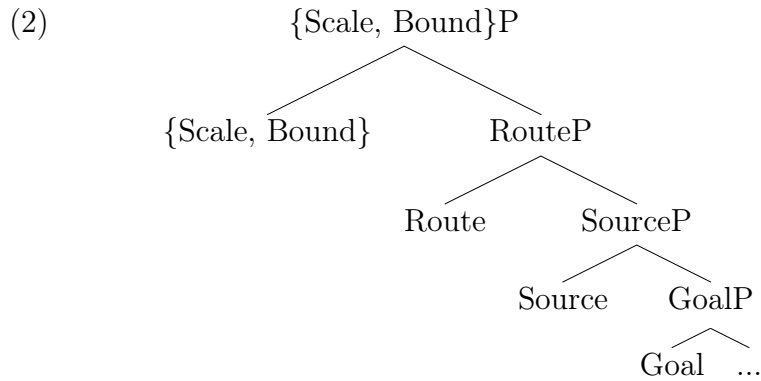 (2) {Scale, Bound}P
{Scale, Bound} RouteP
Route SourceP
Source GoalP
Goal ...